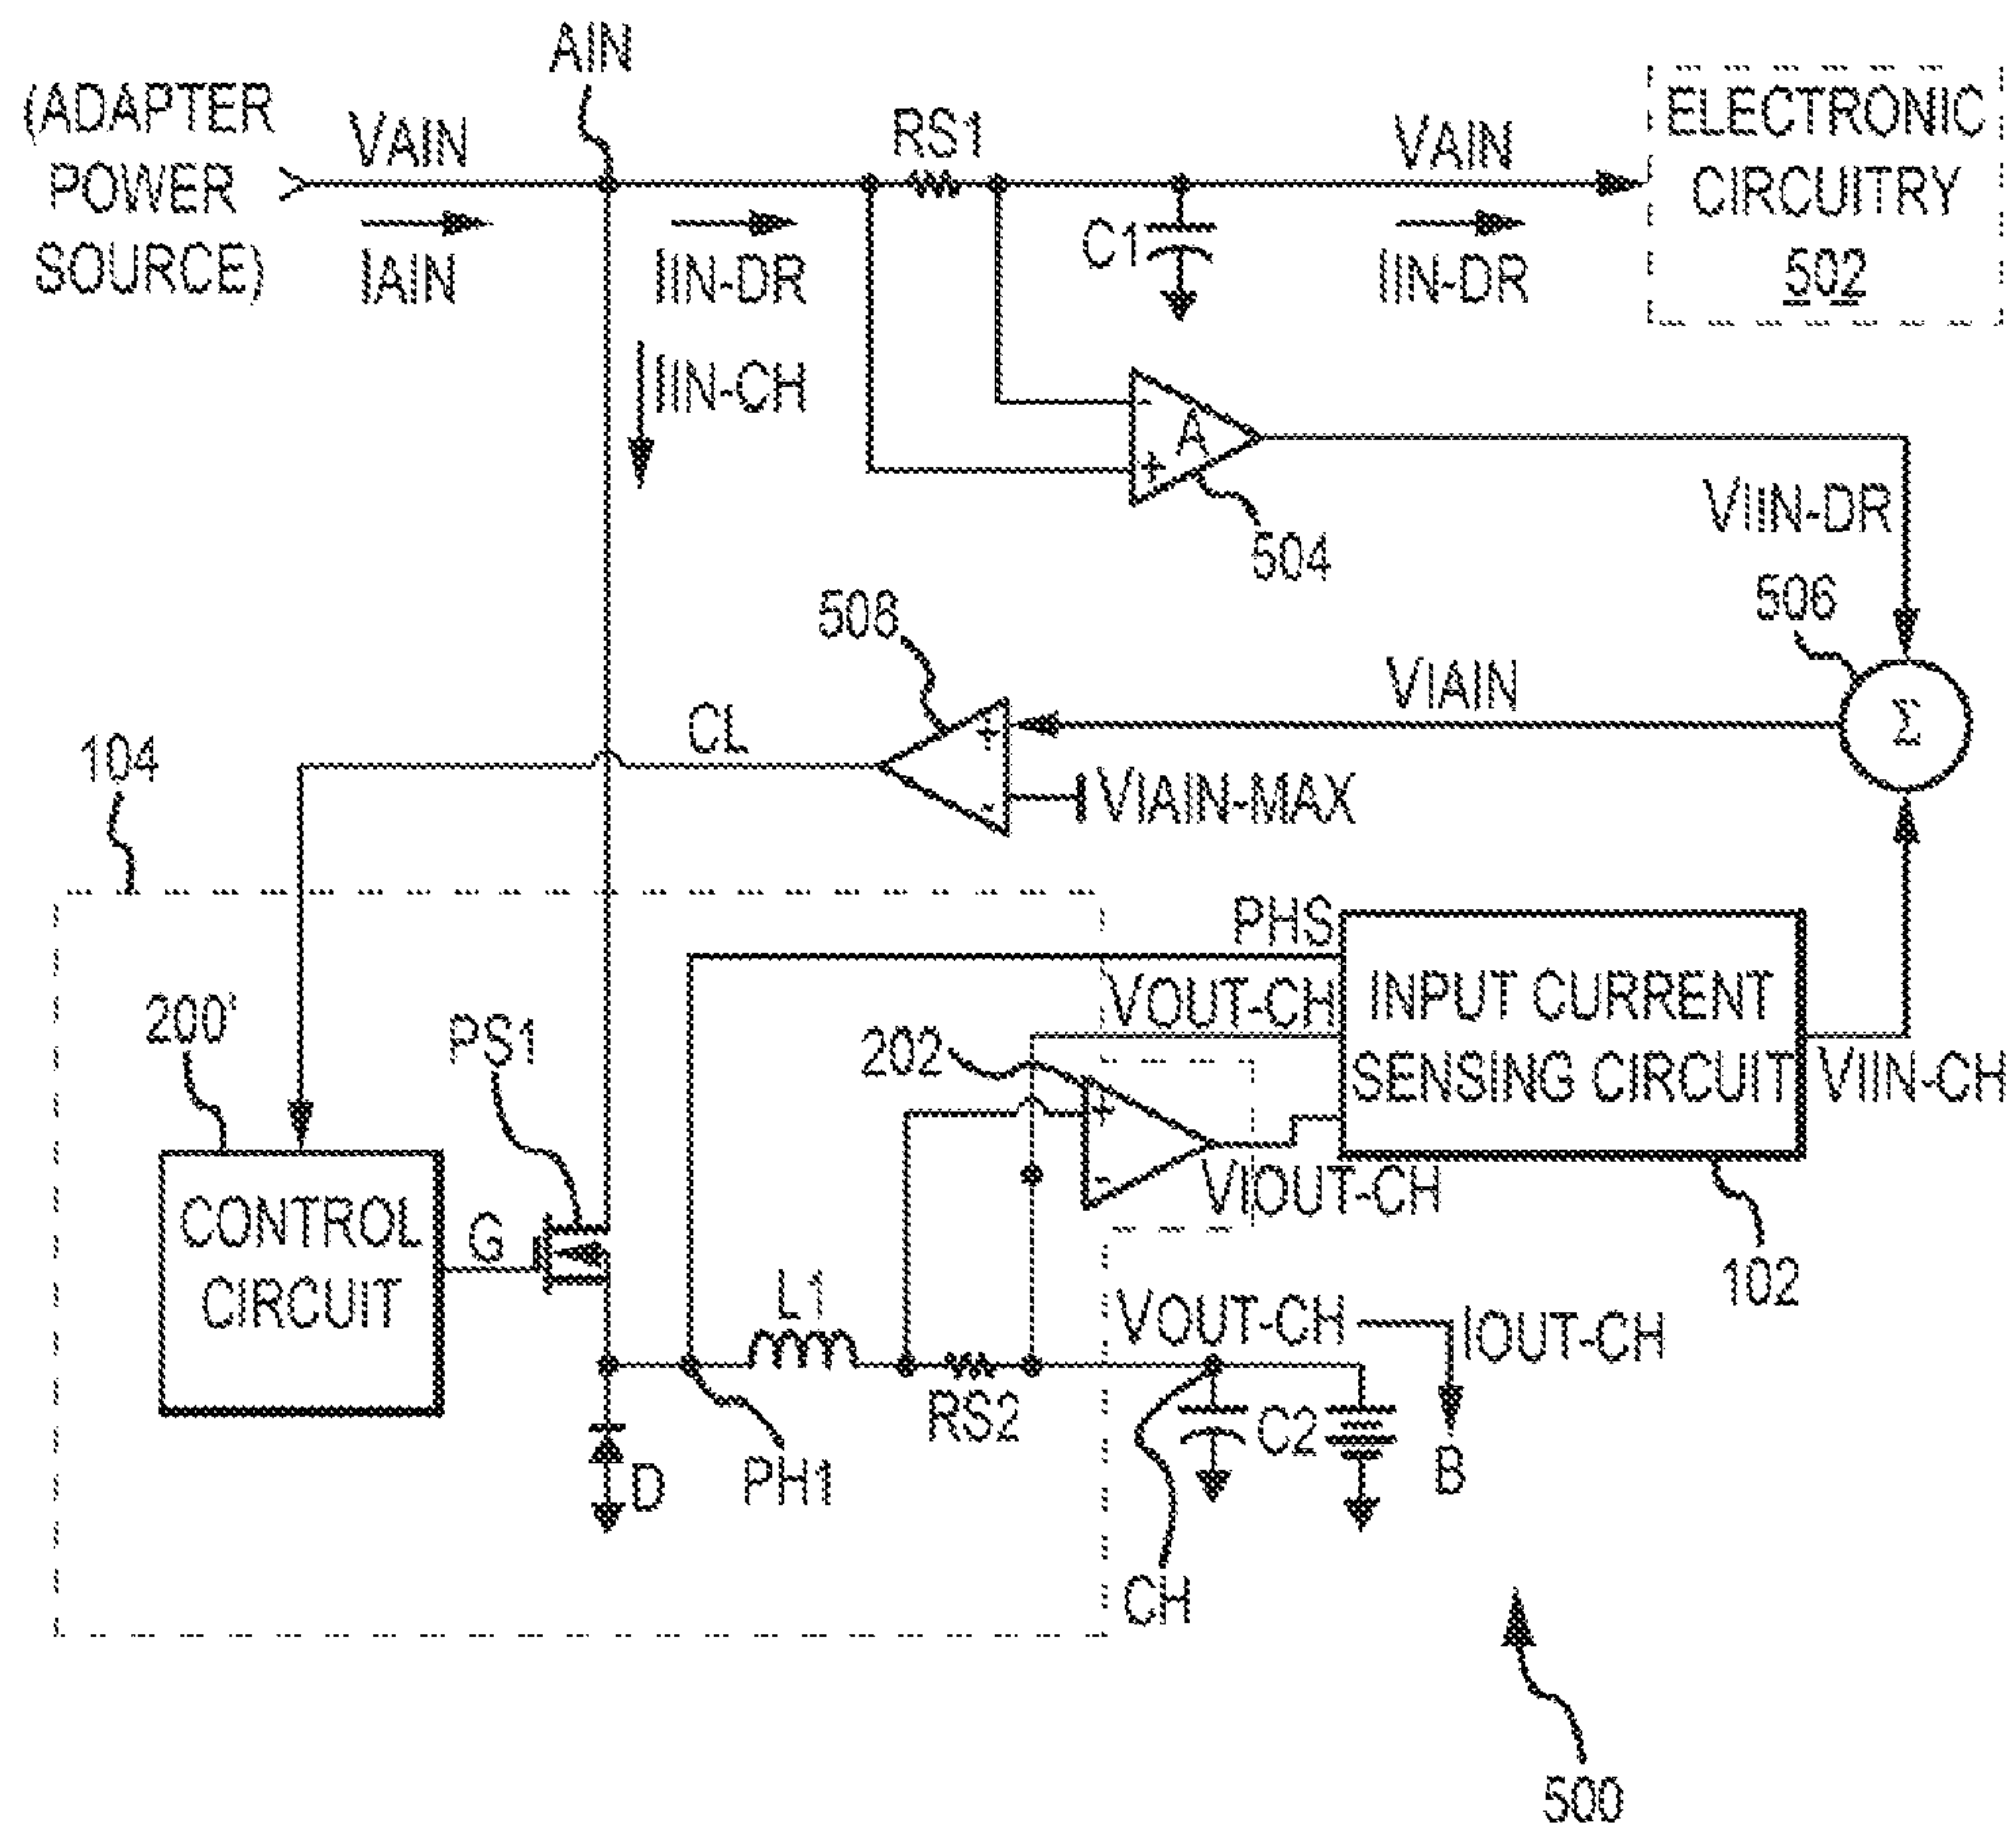 AIN
(ADAPTER
POWER
SOURCE)
VAIN
IAIN
RS1
IIN-DR
IIN-CH
C1
VAIN
IIN-DR
ELECTRONIC
CIRCUITRY
502
-
A
+
504
VIIN-DR
506
Σ
508
VIAIN
+
-
VIAIN-MAX
CL
104
PHS
VOUT-CH
INPUT CURRENT
SENSING CIRCUIT
VIIN-CH
102
200'
PS1
202
+
-
VIOUT-CH
CONTROL
CIRCUIT
G
L1
RS2
VOUT-CH
IOUT-CH
C2
B
D
PH1
CH
500